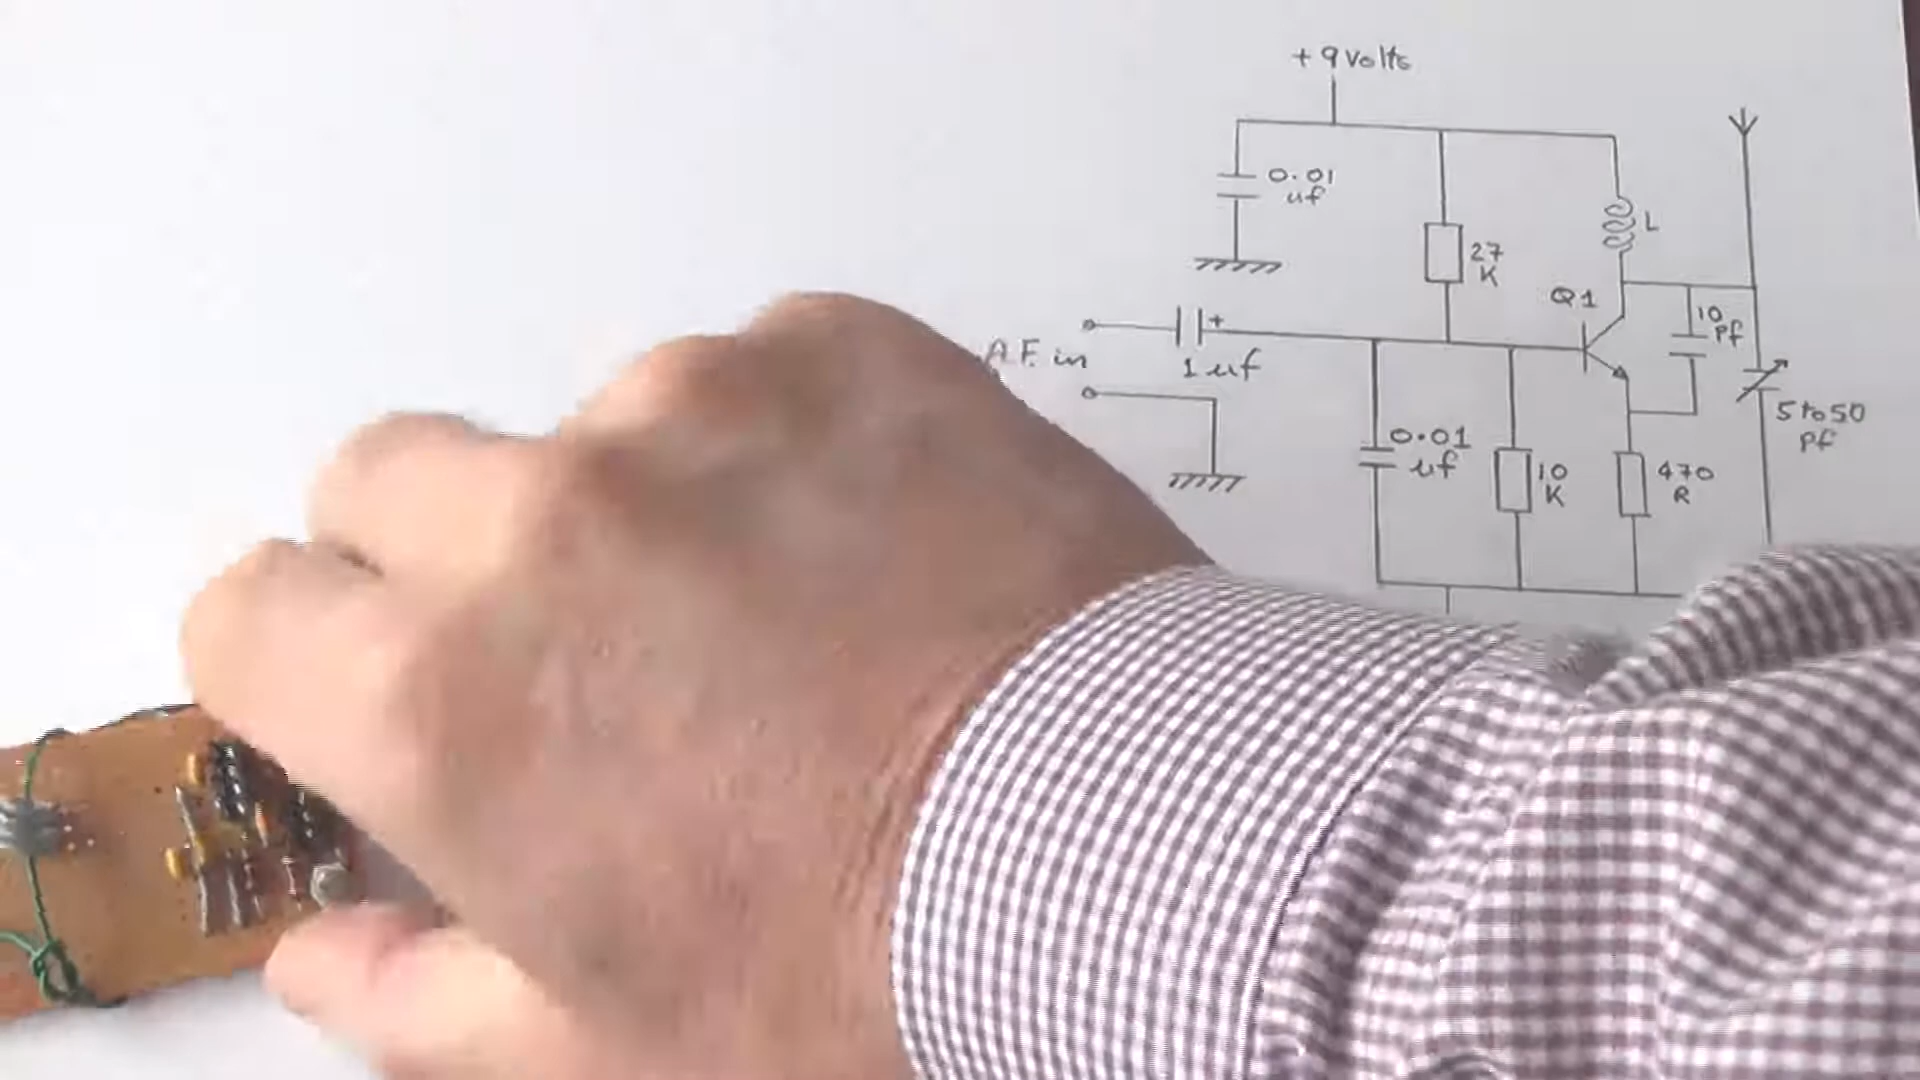 +9 volts
0.01
uf
L
27
K
Q1
10
pf
+
A.F. in
1 uf
5 to 50
pf
0.01
uf
10
K
470
R